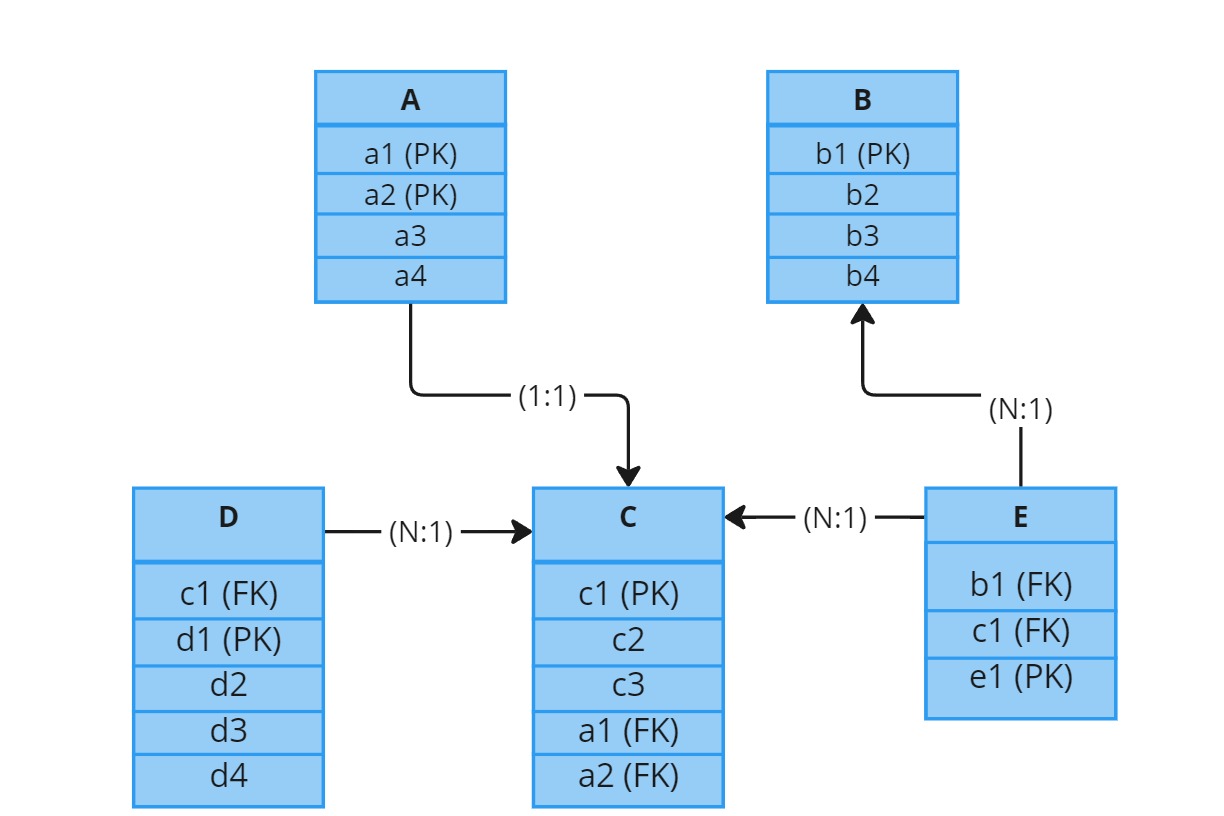 A
a1 (PK)
a2 (PK)
a3
a4
B
b1 (PK)
b2
b3
b4
(1:1)
(N:1)
D
c1 (FK)
d1 (PK)
d2
d3
d4
(N:1)
C
c1 (PK)
c2
c3
a1 (FK)
a2 (FK)
(N:1)
E
b1 (FK)
c1 (FK)
e1 (PK)